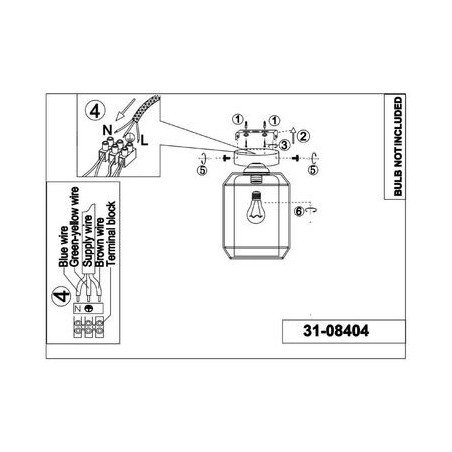 4
N
L
1
1
2
3
5
5
6
BULB NOT INCLUDED
Blue wire
Green-yellow wire
Supply wire
Brown wire
Terminal block
4
N
31-08404